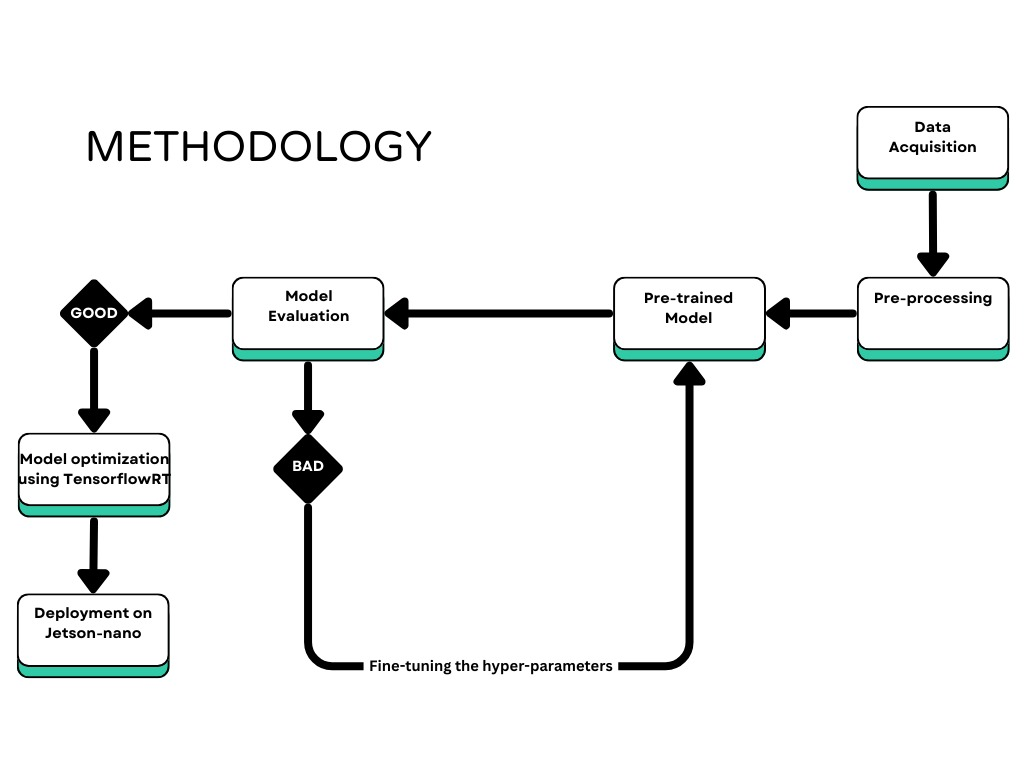 METHODOLOGY
Data
Acquisition
Pre-processing
Pre-trained
Model
Model
Evaluation
GOOD
BAD
Model optimization
using TensorflowRT
Deployment on
Jetson-nano
Fine-tuning the hyper-parameters